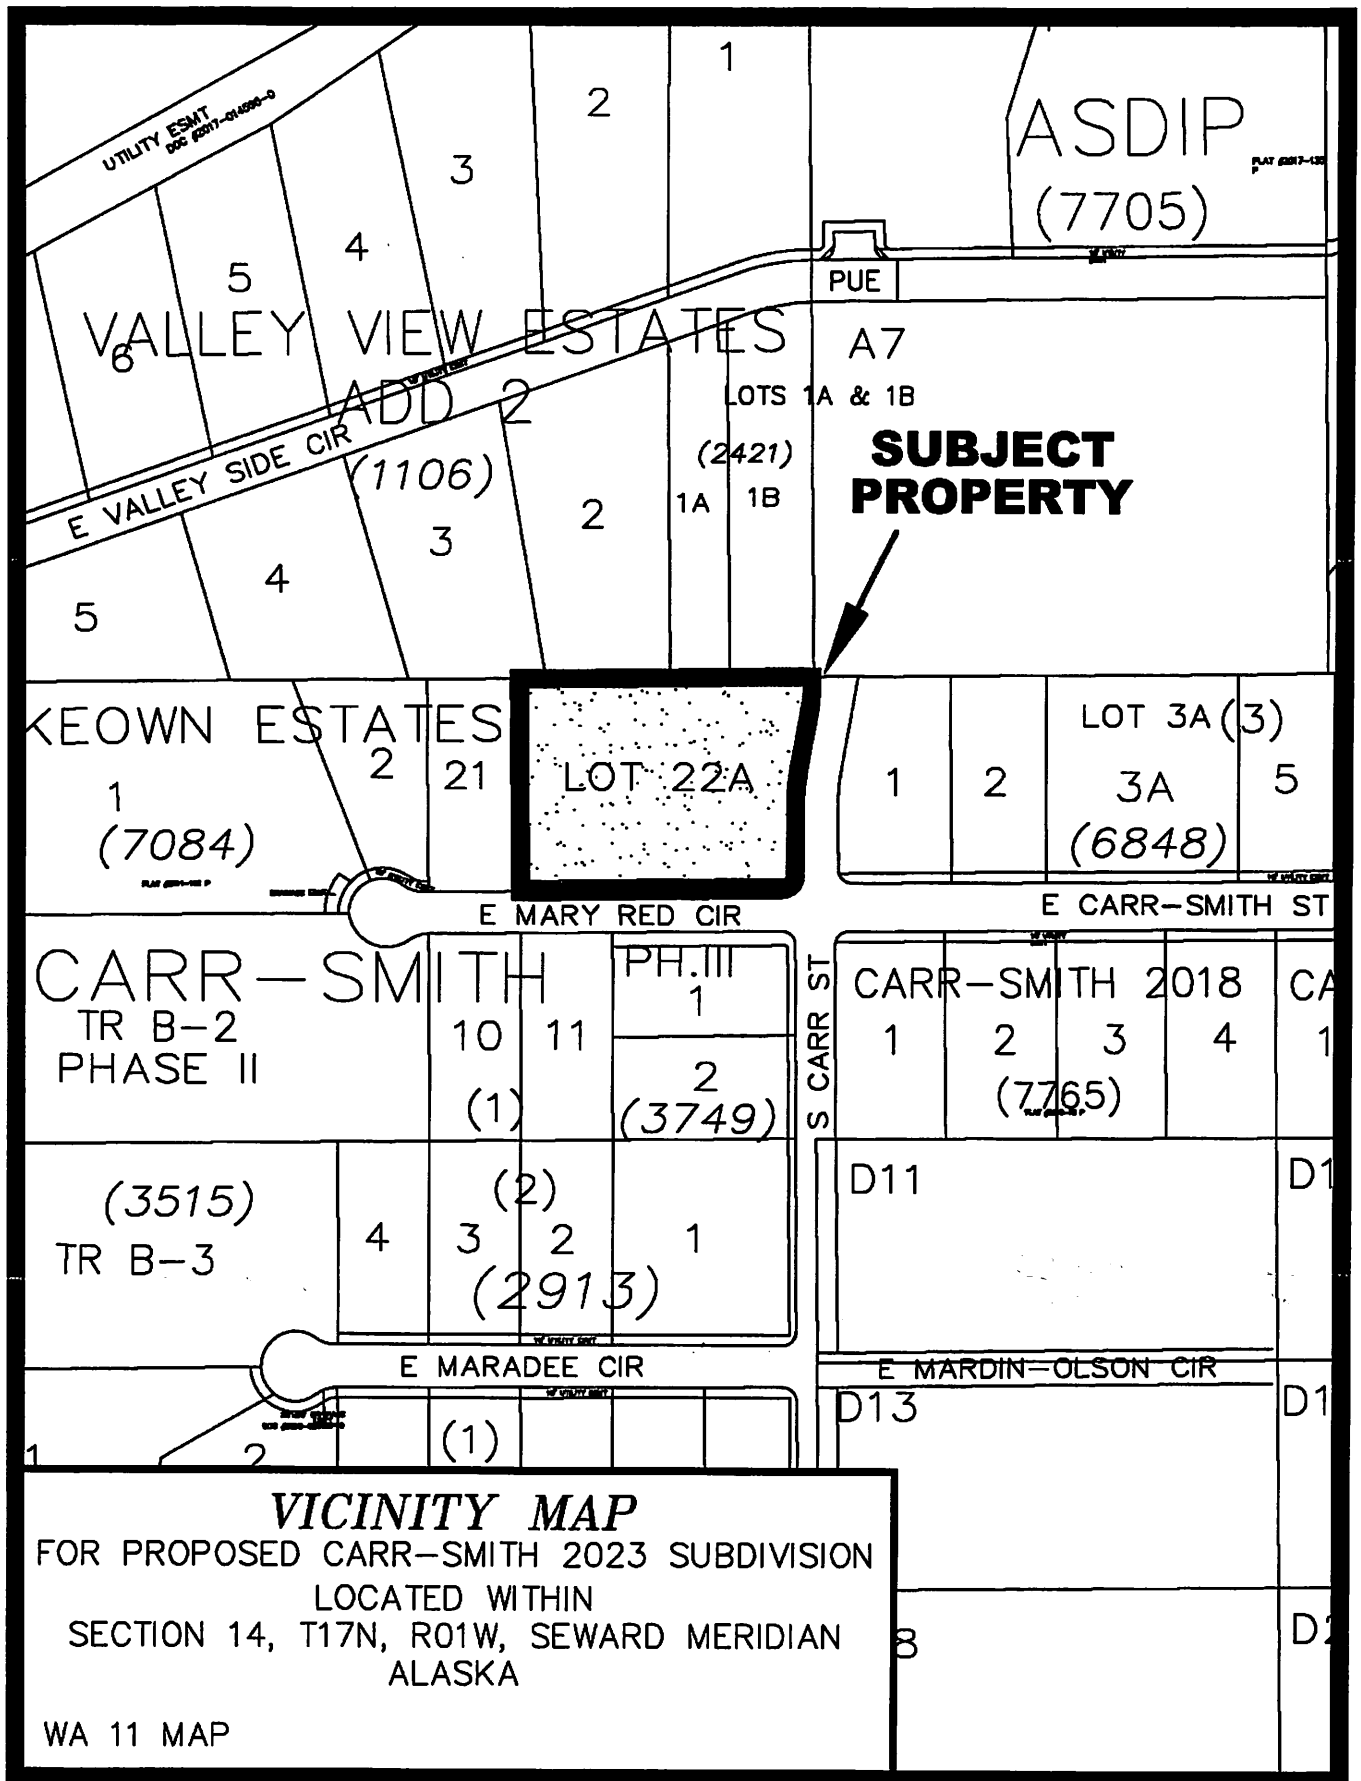 UTILITY ESMT
1
2
3
4
5
6
ASDIP
(7705)
PUE
VALLEY VIEW ESTATES
ADD 2
(1106)
E VALLEY SIDE CIR
A7
LOTS 1A & 1B
(2421)
1A
1B
2
3
4
5
SUBJECT
PROPERTY
KEOWN ESTATES
1
(7084)
2
21
LOT 22A
1
2
LOT 3A (3)
3A
(6848)
5
E MARY RED CIR
E CARR-SMITH ST
CARR-SMITH
TR B-2
PHASE II
10
11
(1)
PH.III
1
2
(3749)
S CARR ST
CARR-SMITH 2018
CA
1
2
3
4
1
(7765)
(3515)
TR B-3
4
3
2
1
(2)
(2913)
D11
D1
E MARADEE CIR
E MARDIN-OLSON CIR
D13
D1
1
2
(1)
8
VICINITY MAP
FOR PROPOSED CARR-SMITH 2023 SUBDIVISION
LOCATED WITHIN
SECTION 14, T17N, R01W, SEWARD MERIDIAN
ALASKA
WA 11 MAP